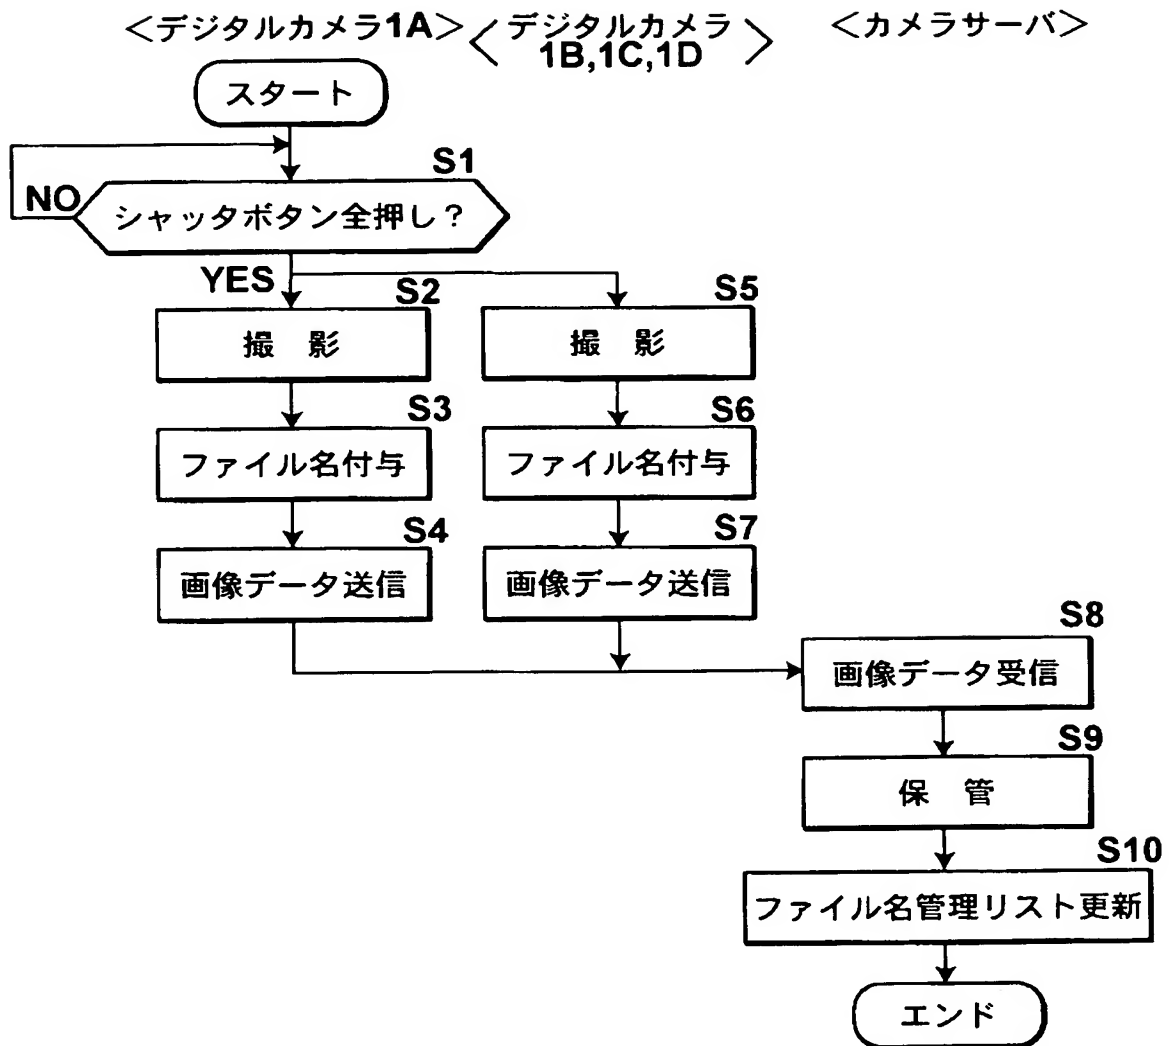 ＜デジタルカメラ1A＞
＜デジタルカメラ
1B,1C,1D＞
＜カメラサーバ＞
スタート
S1
NO
シャッタボタン全押し？
YES
S2
撮　影
S5
撮　影
S3
ファイル名付与
S6
ファイル名付与
S4
画像データ送信
S7
画像データ送信
S8
画像データ受信
S9
保　管
S10
ファイル名管理リスト更新
エンド